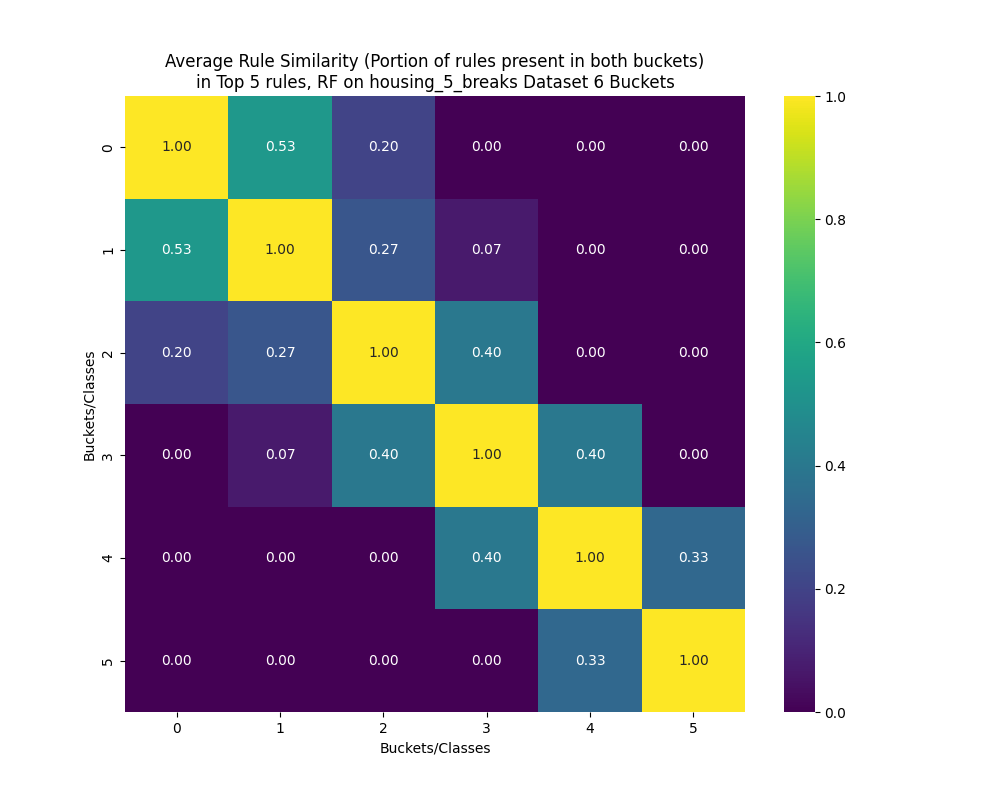 Average Rule Similarity (Portion of rules present in both buckets)
in Top 5 rules, RF on housing_5_breaks Dataset 6 Buckets
Buckets/Classes
0 1.00 0.53 0.20 0.00 0.00 0.00
1 0.53 1.00 0.27 0.07 0.00 0.00
2 0.20 0.27 1.00 0.40 0.00 0.00
3 0.00 0.07 0.40 1.00 0.40 0.00
4 0.00 0.00 0.00 0.40 1.00 0.33
5 0.00 0.00 0.00 0.00 0.33 1.00
0 1 2 3 4 5
Buckets/Classes
1.0
0.8
0.6
0.4
0.2
0.0